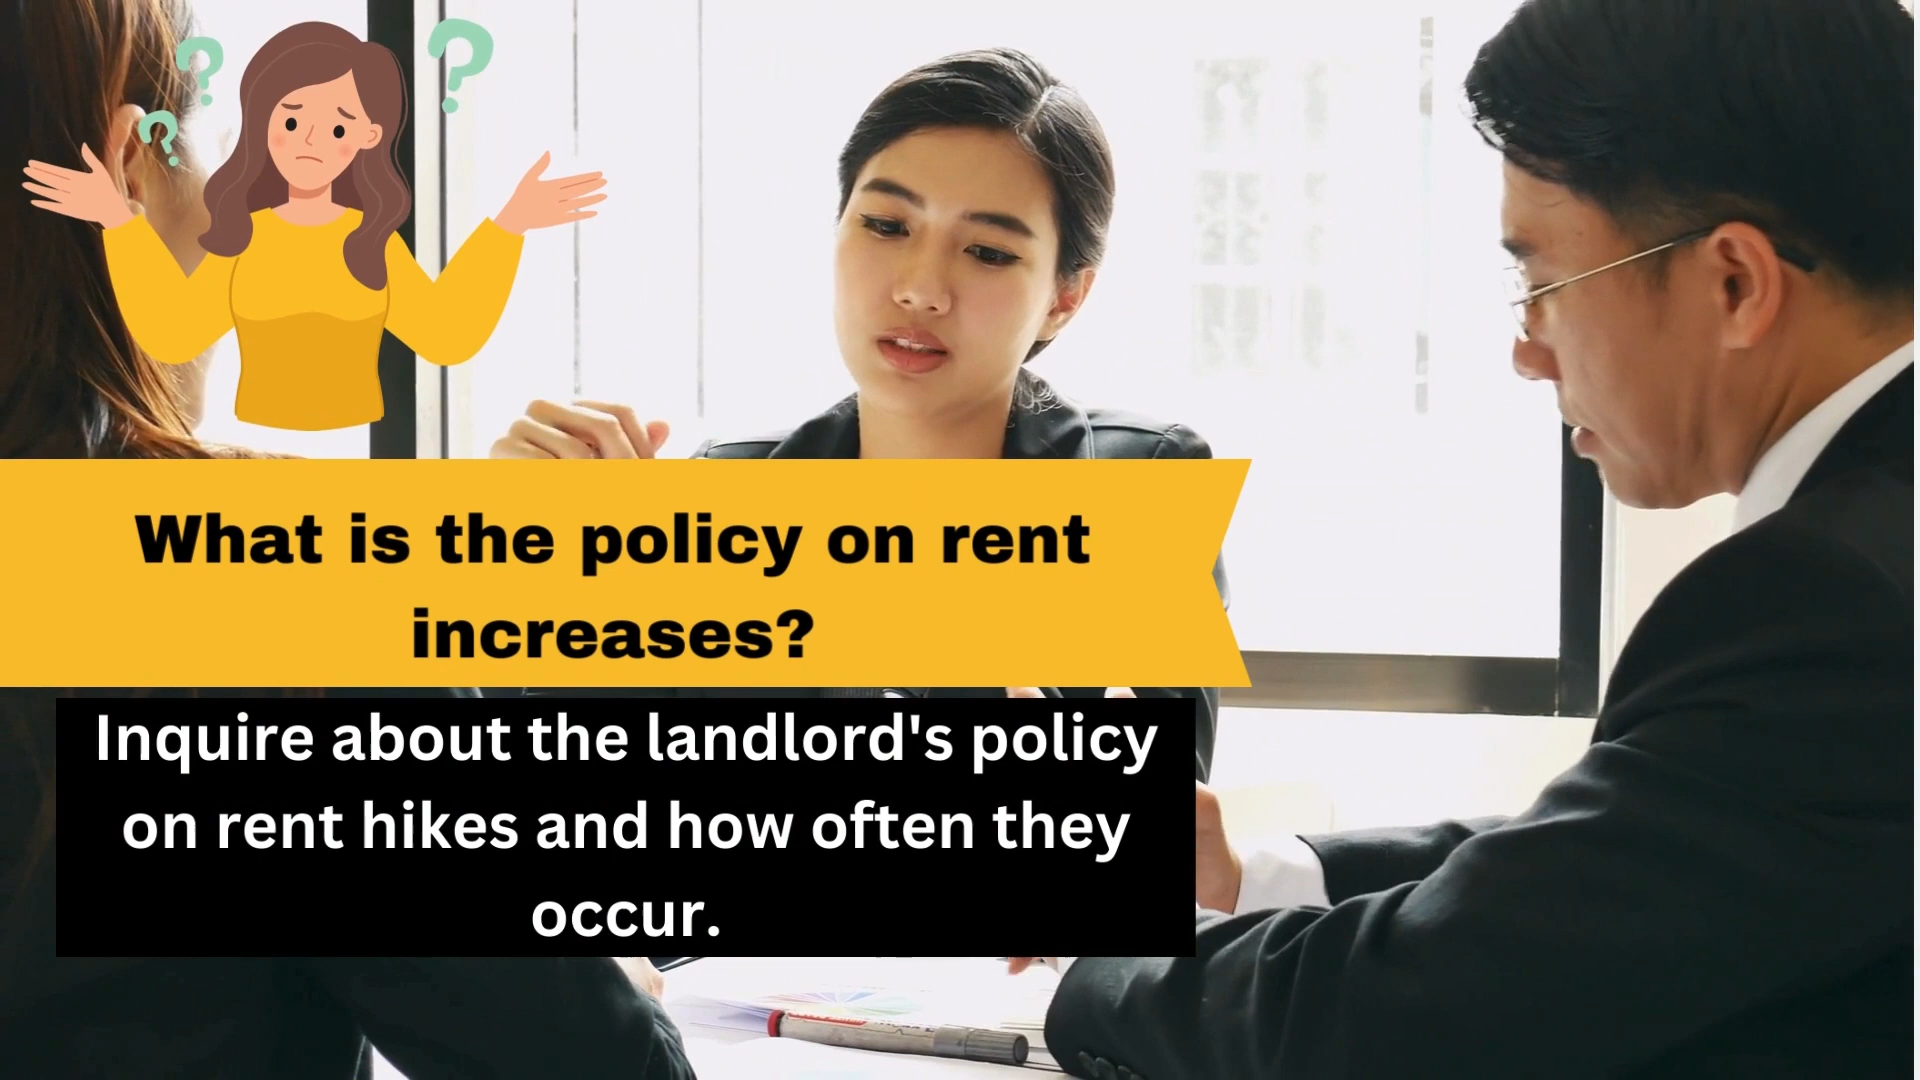 What is the policy on rent
increases?
Inquire about the landlord's policy
on rent hikes and how often they
occur.